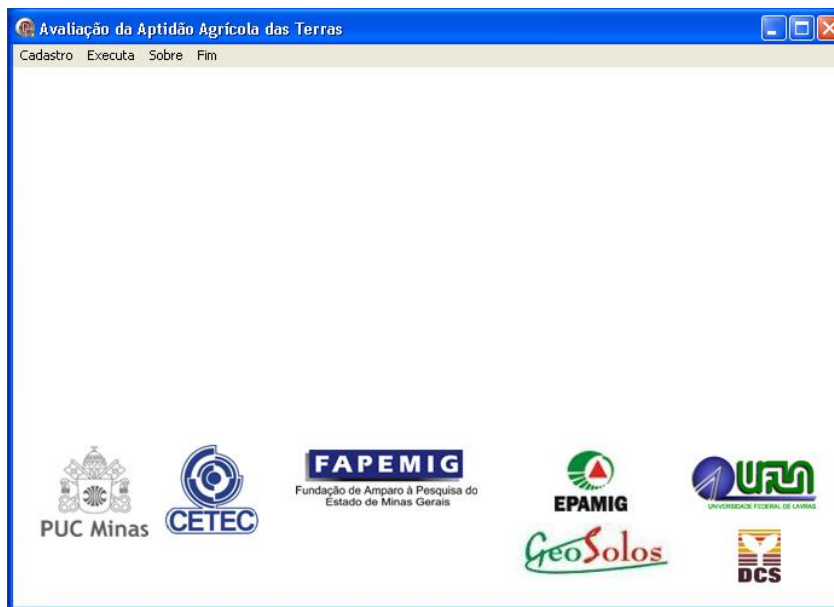 Avaliação da Aptidão Agrícola das Terras
Cadastro Executa Sobre Fim
PUC Minas
CETEC
FAPEMIG
Fundação de Amparo à Pesquisa do
Estado de Minas Gerais
EPAMIG
GeoSolos
UFLA
UNIVERSIDADE FEDERAL DE LAVRAS
DCS